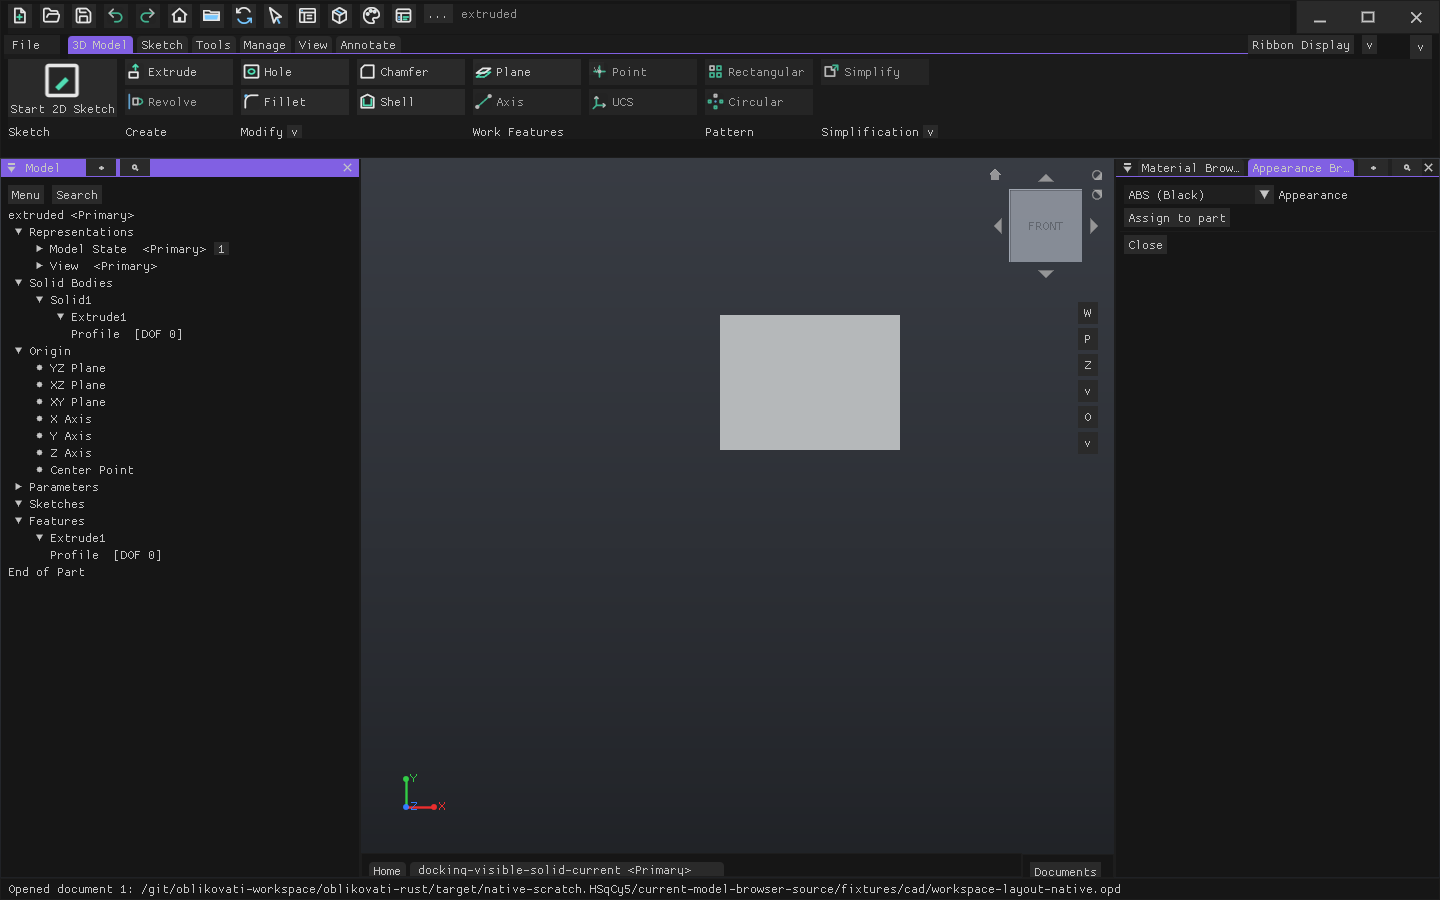 ... extruded
File 3D Model Sketch Tools Manage View Annotate Ribbon Display v v
Extrude Hole Chamfer Plane Point Rectangular Simplify
Start 2D Sketch Revolve Fillet Shell Axis UCS Circular
Sketch Create Modify v Work Features Pattern Simplification v
Model
Menu Search
extruded <Primary>
Representations
Model State <Primary> 1
View <Primary>
Solid Bodies
Solid1
Extrude1
Profile [DOF 0]
Origin
YZ Plane
XZ Plane
XY Plane
X Axis
Y Axis
Z Axis
Center Point
Parameters
Sketches
Features
Extrude1
Profile [DOF 0]
End of Part
FRONT
W
P
Z
v
O
v
Y
Z X
Material Brow... Appearance Br...
ABS (Black) Appearance
Assign to part
Close
Home docking-visible-solid-current <Primary> Documents
Opened document 1: /git/oblikovati-workspace/oblikovati-rust/target/native-scratch.HSqCy5/current-model-browser-source/fixtures/cad/workspace-layout-native.opd